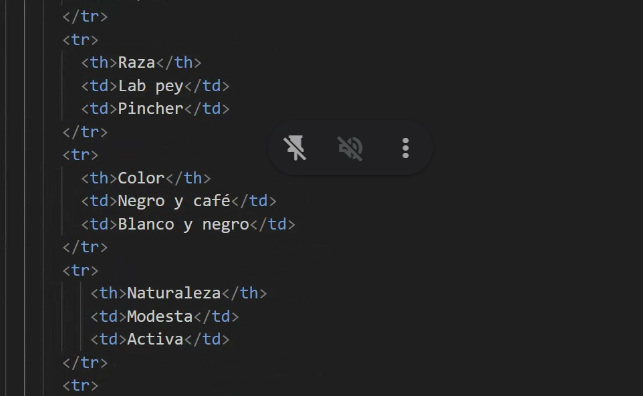 </tr>
<tr>
<th>Raza</th>
<td>Lab pey</td>
<td>Pincher</td>
</tr>
<tr>
<th>Color</th>
<td>Negro y café</td>
<td>Blanco y negro</td>
</tr>
<tr>
<th>Naturaleza</th>
<td>Modesta</td>
<td>Activa</td>
</tr>
<tr>